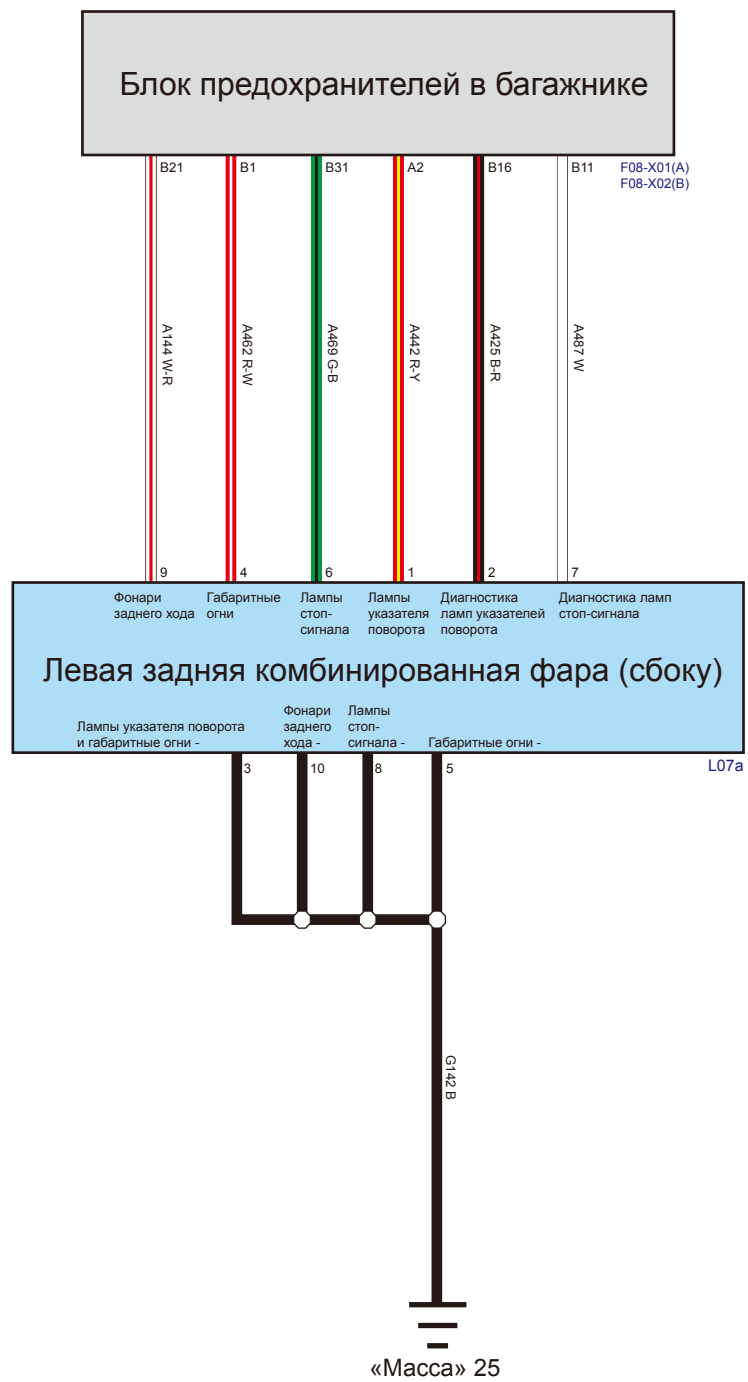 Блок предохранителей в багажнике
B21
B1
B31
A2
B16
B11
F08-X01(A)
F08-X02(B)
A144 W-R
A462 R-W
A469 G-B
A442 R-Y
A425 B-R
A487 W
9
4
6
1
2
7
Фонари
заднего хода
Габаритные
огни
Лампы
стоп-
сигнала
Лампы
указателя
поворота
Диагностика
ламп указателей
поворота
Диагностика ламп
стоп-сигнала
Левая задняя комбинированная фара (сбоку)
Лампы указателя поворота
и габаритные огни -
Фонари
заднего
хода -
Лампы
стоп-
сигнала -
Габаритные огни -
3
10
8
5
L07a
G142 B
«Масса» 25